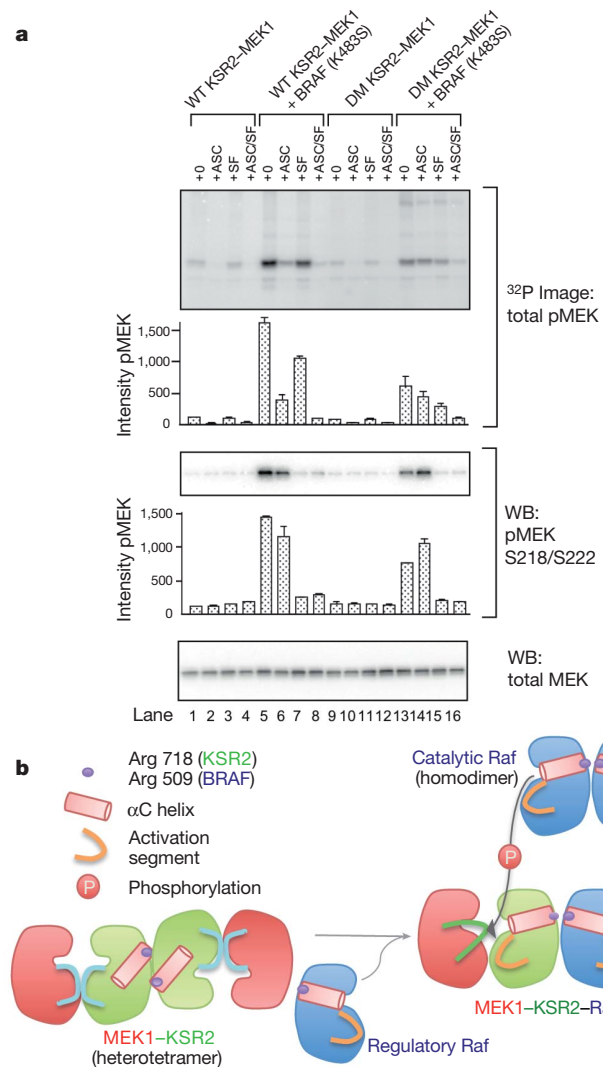 a
WT KSR2–MEK1
WT KSR2–MEK1
+ BRAF (K483S)
DM KSR2–MEK1
DM KSR2–MEK1
+ BRAF (K483S)
+0 +ASC +SF +ASC/SF +0 +ASC +SF +ASC/SF +0 +ASC +SF +ASC/SF +0 +ASC +SF +ASC/SF
32P Image:
total pMEK
Intensity pMEK
1,500
1,000
500
0
WB:
pMEK
S218/S222
Intensity pMEK
1,500
1,000
500
0
WB:
total MEK
Lane 1 2 3 4 5 6 7 8 9 10 11 12 13 14 15 16
b
Arg 718 (KSR2)
Arg 509 (BRAF)
αC helix
Activation
segment
P Phosphorylation
Catalytic Raf
(homodimer)
P
MEK1–KSR2
(heterotetramer)
Regulatory Raf
MEK1–KSR2–R